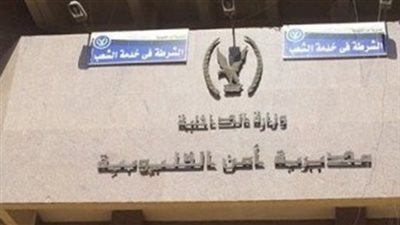 الشرطة فى خدمة الشعب
الشرطة فى خدمة الشعب
وزارة الداخلية
مديرية أمن القليوبية